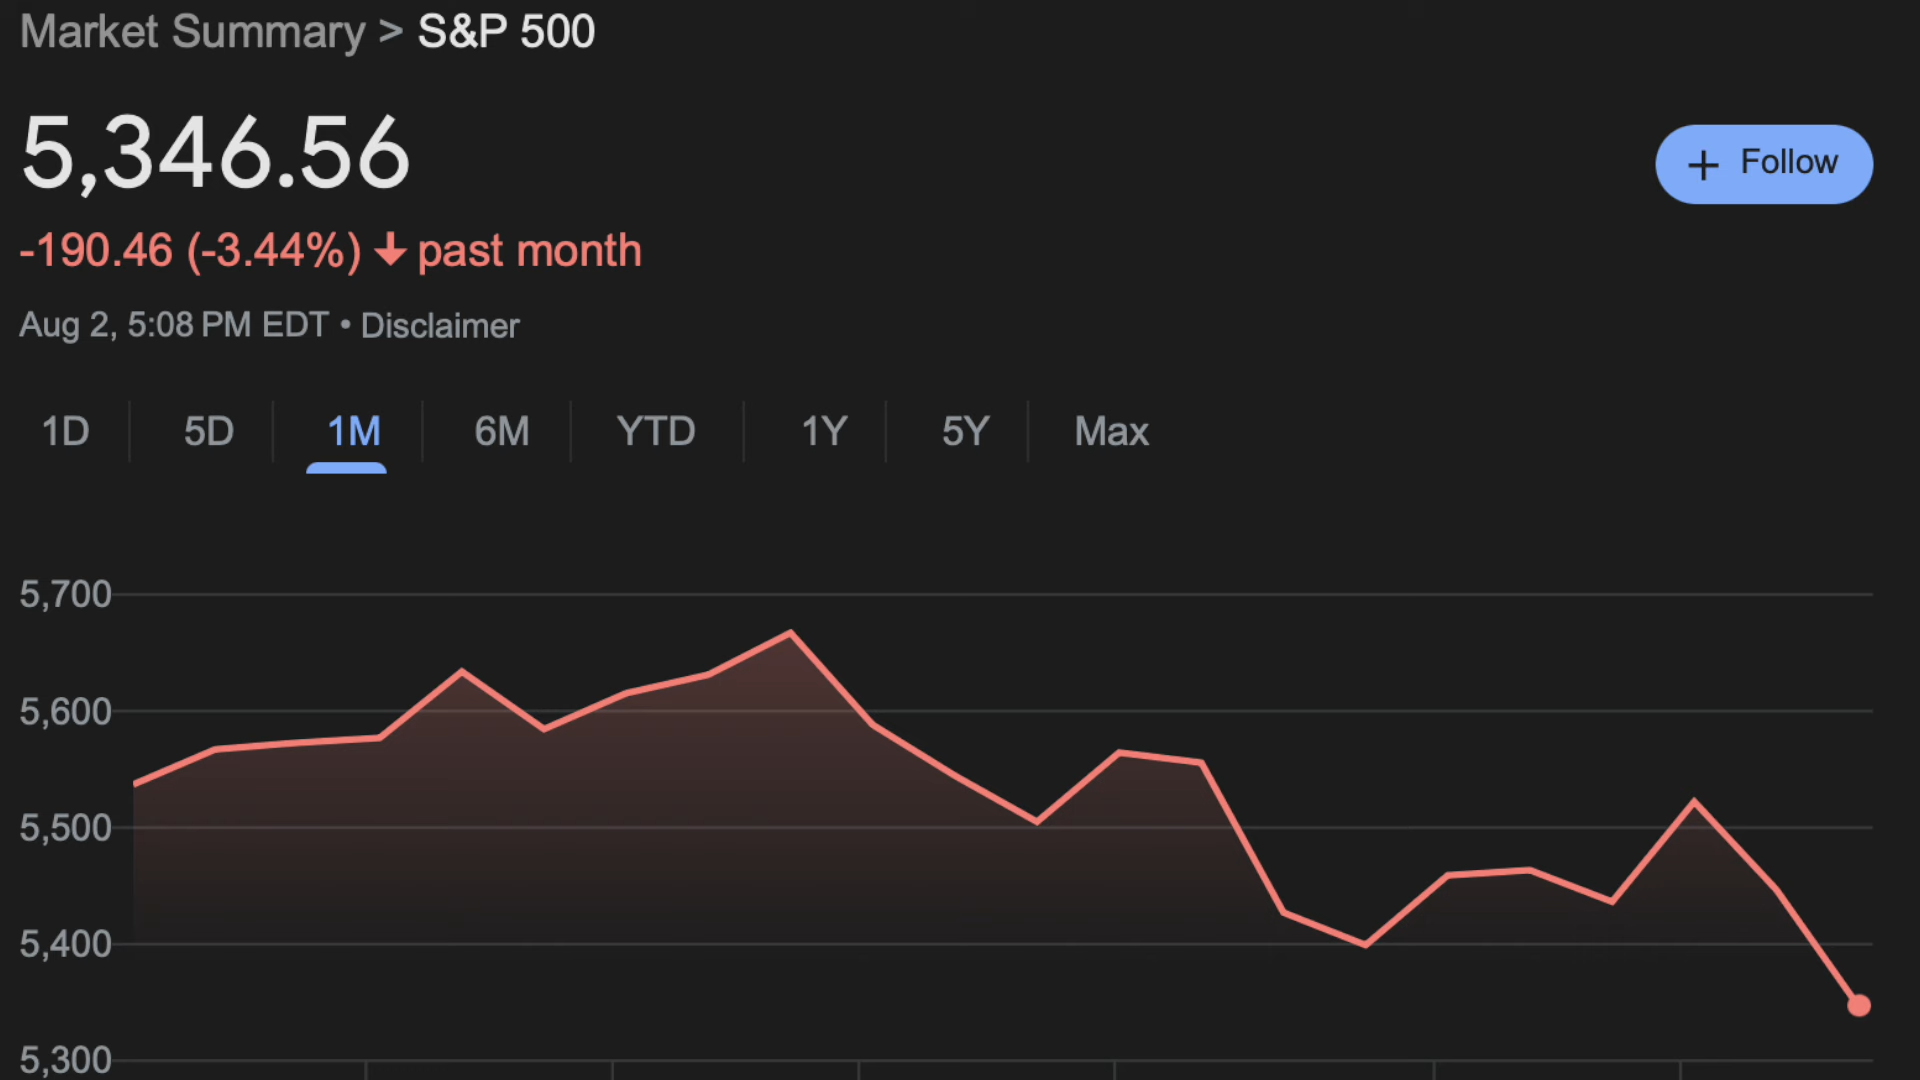 Market Summary > S&P 500
5,346.56
+ Follow
-190.46 (-3.44%) ↓ past month
Aug 2, 5:08 PM EDT • Disclaimer
1D 5D 1M 6M YTD 1Y 5Y Max
5,700
5,600
5,500
5,400
5,300